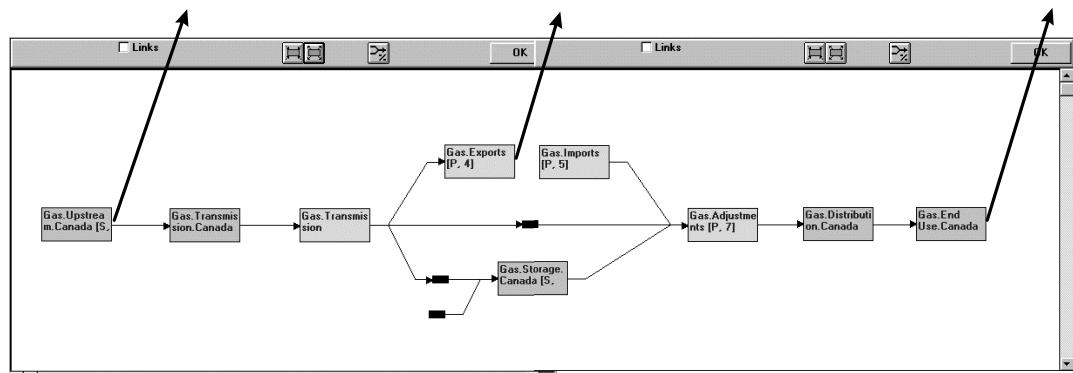 Links
OK
Links
OK
Gas.Exports
[P, 4]
Gas.Imports
[P, 5]
Gas.Upstrea
m.Canada [S,
Gas.Transmis
sion.Canada
Gas.Transmis
sion
Gas.Adjustme
nts [P, 7]
Gas.Distributi
on.Canada
Gas.End
Use.Canada
Gas.Storage.
Canada [S,